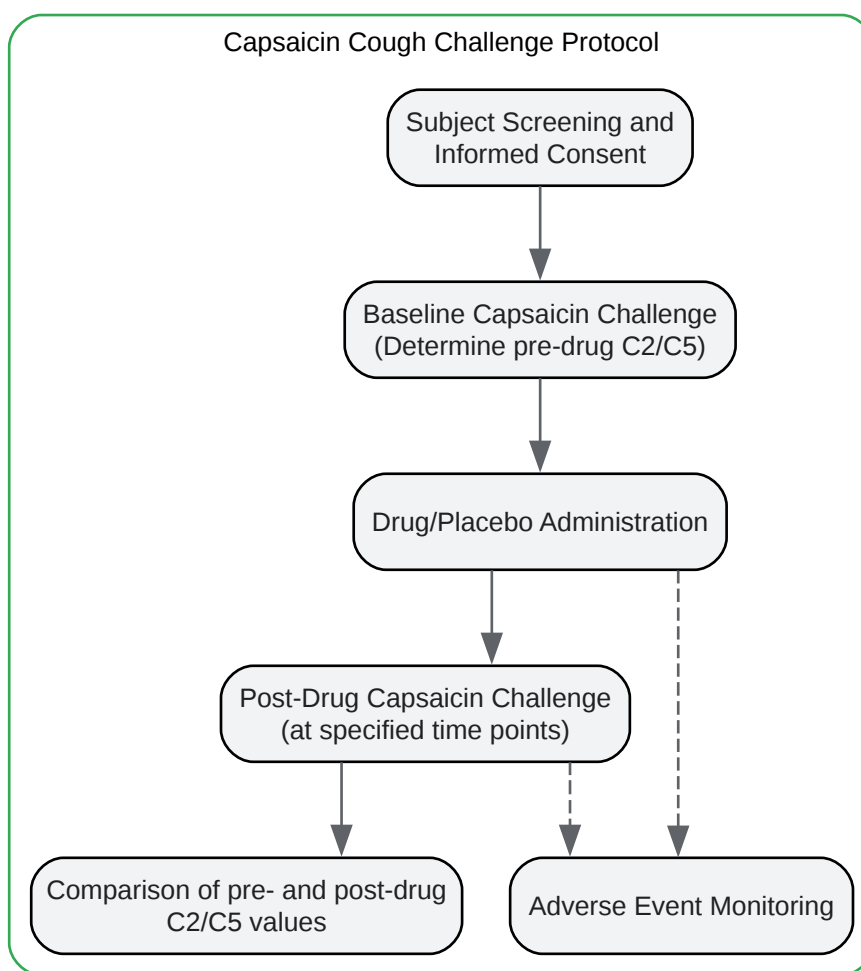 Capsaicin Cough Challenge Protocol
Subject Screening and
Informed Consent
Baseline Capsaicin Challenge
(Determine pre-drug C2/C5)
Drug/Placebo Administration
Post-Drug Capsaicin Challenge
(at specified time points)
Comparison of pre- and post-drug
C2/C5 values
Adverse Event Monitoring